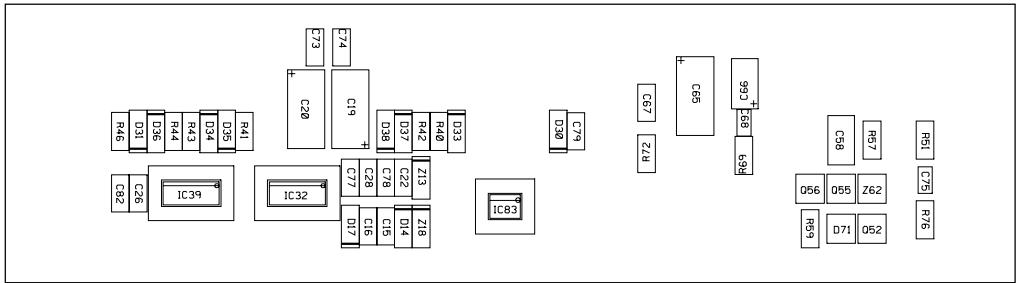 C73
C74
C20
C19
C67
C65
C66
C68
R46
D31
D36
R44
R43
D34
D35
R41
D38
D37
R42
R40
D33
D30
C79
R72
R69
C58
R57
R51
C82
C26
IC39
IC32
C77
C28
C78
C22
Z13
IC83
Q56
Q55
Z62
C75
D17
C16
C15
D14
Z18
R59
D71
Q52
R76